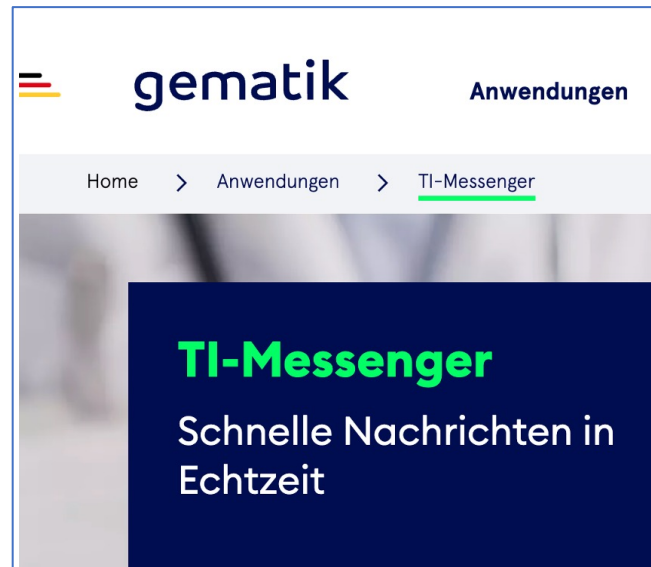 gematik
Anwendungen
Home > Anwendungen > TI-Messenger
TI-Messenger
Schnelle Nachrichten in
Echtzeit